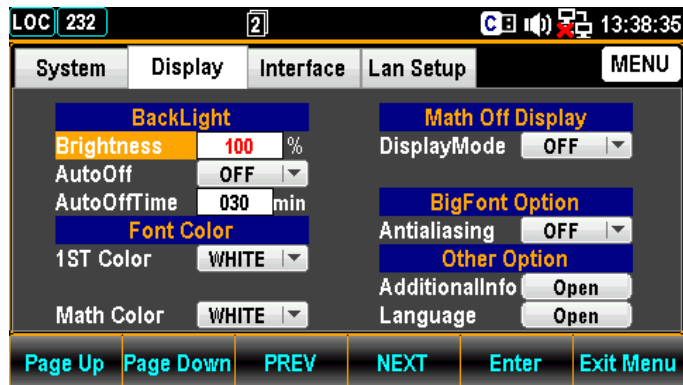 LOC 232 2 C 13:38:35
System Display Interface Lan Setup MENU
BackLight
Brightness 100 %
AutoOff OFF
AutoOffTime 030 min
Font Color
1ST Color WHITE
Math Color WHITE
Math Off Display
DisplayMode OFF
BigFont Option
Antialiasing OFF
Other Option
AdditionalInfo Open
Language Open
Page Up Page Down PREV NEXT Enter Exit Menu